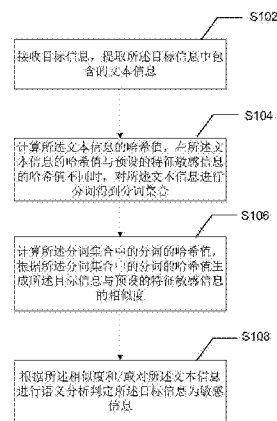 S102
接收目标信息，提取所述目标信息中包
含的文本信息
S104
计算所述文本信息的哈希值，在所述文
本信息的哈希值与预设的特征敏感信息
的哈希值不同时，对所述文本信息进行
分词得到分词集合
S106
计算所述分词集合中的分词的哈希值，
根据所述分词集合中的分词的哈希值生
成所述目标信息与预设的特征敏感信息
的相似度
S108
根据所述相似度和/或对所述文本信息
进行语义分析判定所述目标信息为敏感
信息